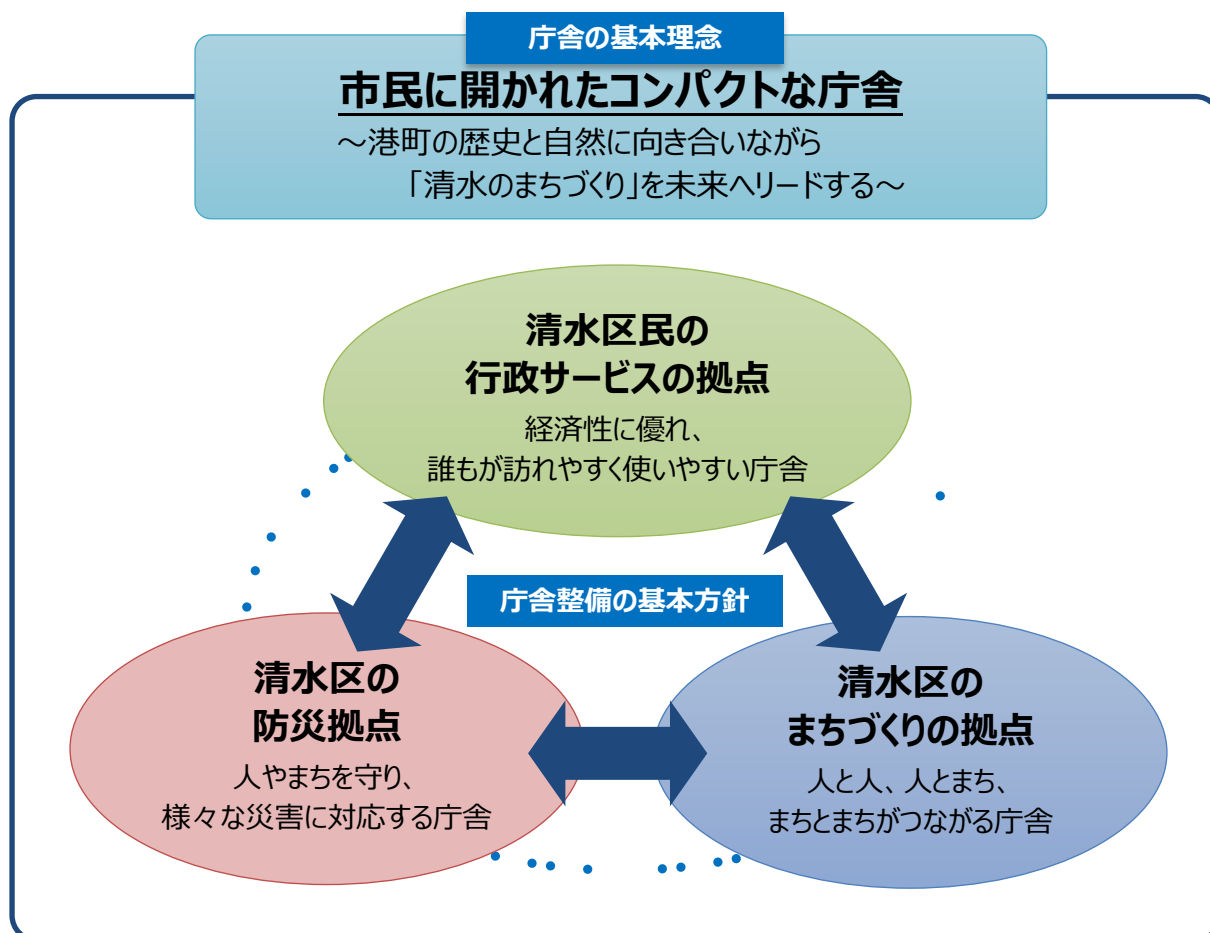 庁舎の基本理念
市民に開かれたコンパクトな庁舎
～港町の歴史と自然に向き合いながら
「清水のまちづくり」を未来へリードする～
清水区民の
行政サービスの拠点
経済性に優れ、
誰もが訪れやすく使いやすい庁舎
庁舎整備の基本方針
清水区の
防災拠点
人やまちを守り、
様々な災害に対応する庁舎
清水区の
まちづくりの拠点
人と人、人とまち、
まちとまちがつながる庁舎